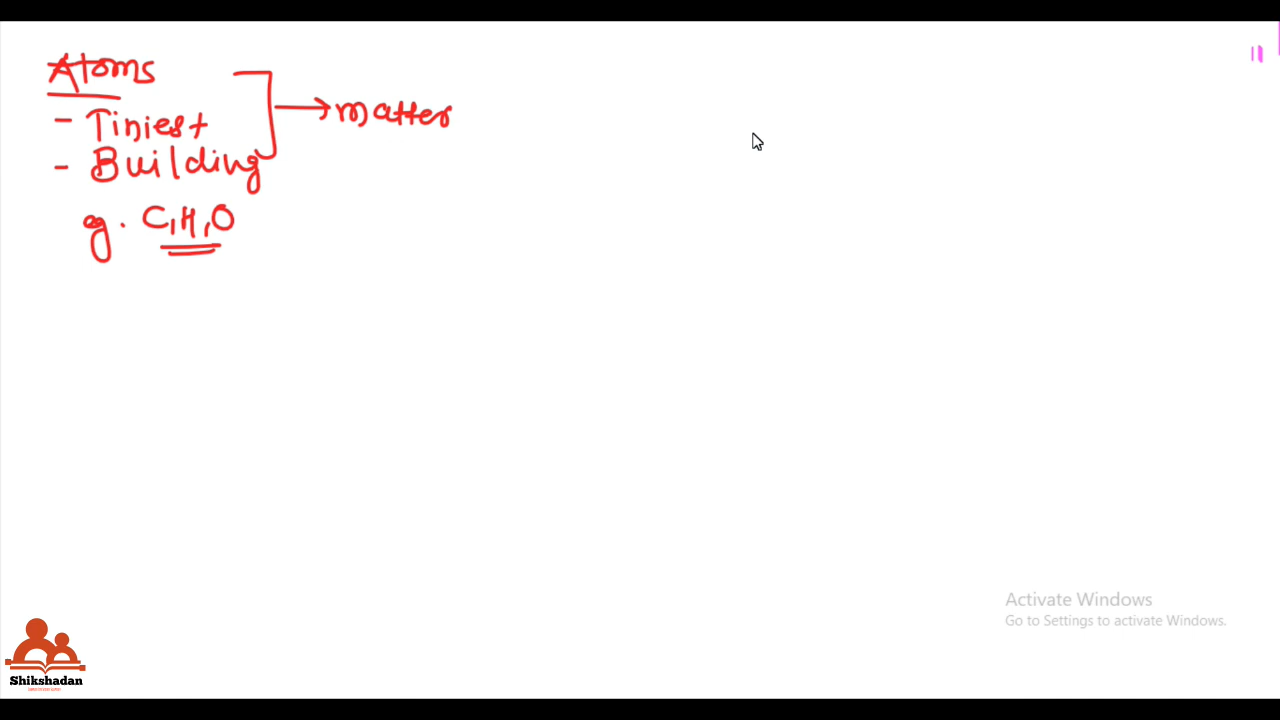 Atoms
- Tiniest
- Building
→ matter
eg. C, H, O
Activate Windows
Go to Settings to activate Windows.
Shikshadan